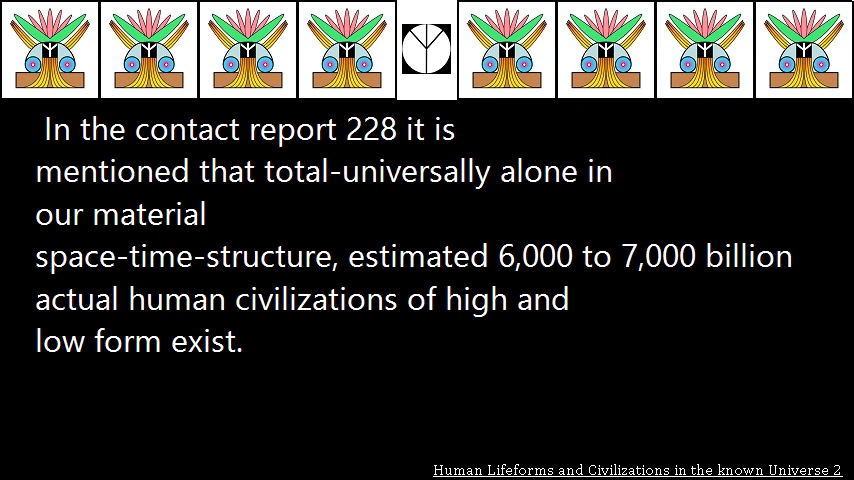 In the contact report 228 it is
mentioned that total-universally alone in
our material
space-time-structure, estimated 6,000 to 7,000 billion
actual human civilizations of high and
low form exist.
Human Lifeforms and Civilizations in the known Universe 2